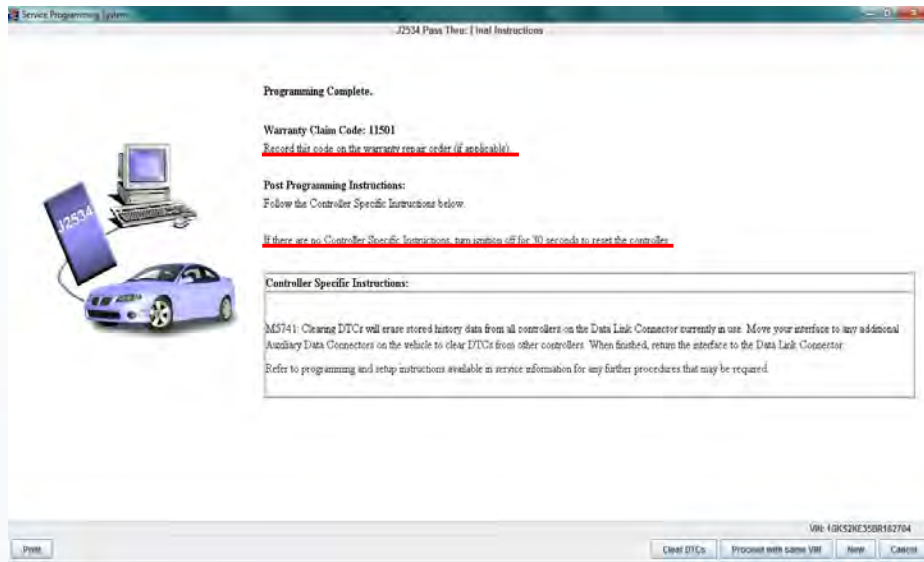 Service Programming System
J2534 Pass Thru: Final Instructions
Programming Complete.
Warranty Claim Code: 11501
Record this code on the warranty repair order (if applicable).
Post Programming Instructions:
Follow the Controller Specific Instructions below.
If there are no Controller Specific Instructions, turn ignition off for 30 seconds to reset the controller.
J2534
Controller Specific Instructions:
M5741: Clearing DTCs will erase stored history data from all controllers on the Data Link Connector currently in use. Move your interface to any additional
Auxiliary Data Connectors on the vehicle to clear DTCs from other controllers. When finished, return the interface to the Data Link Connector.
Refer to programming and setup instructions available in service information for any further procedures that may be required.
VIN: 1GKS2KE35BR162704
Print
Clear DTCs
Proceed with same VIN
New
Cancel